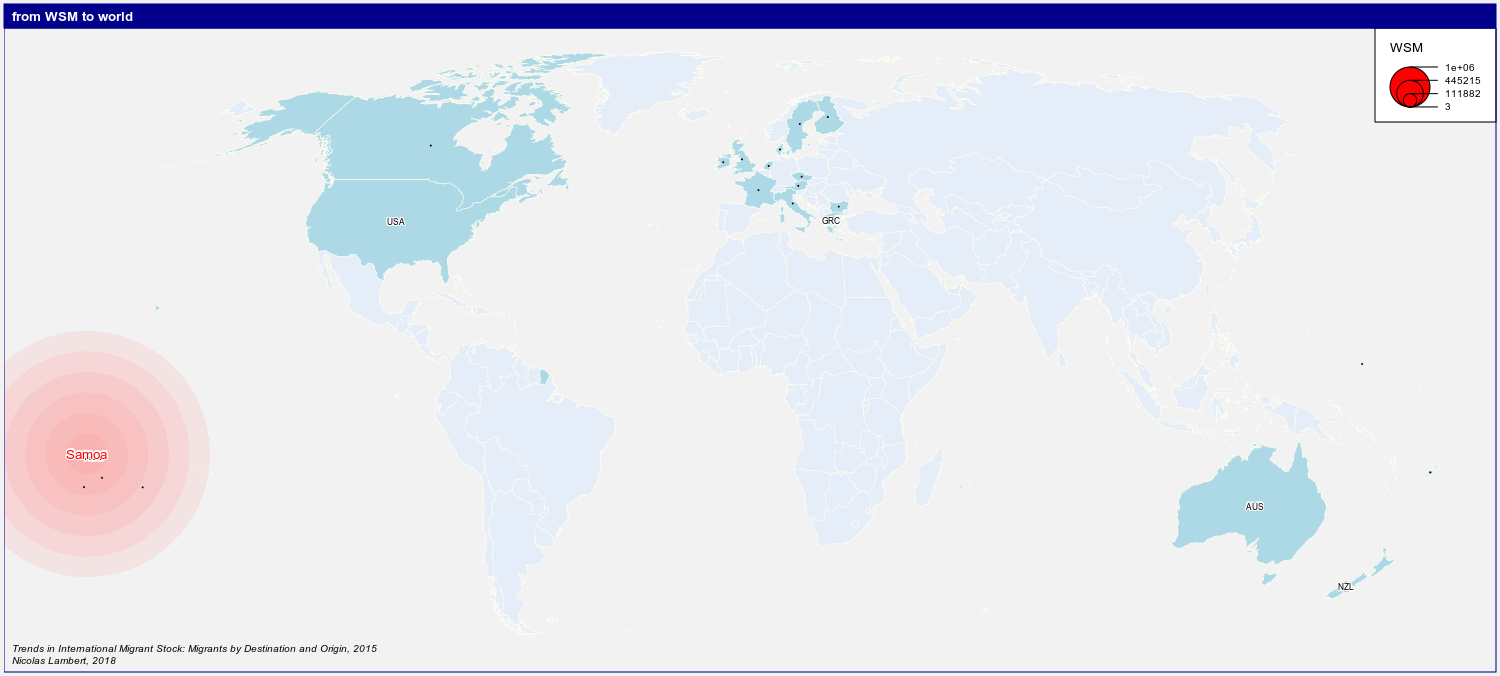 from WSM to world
WSM
1e+06
445215
111882
3
USA
GRC
Samoa
AUS
NZL
Trends in International Migrant Stock: Migrants by Destination and Origin, 2015
Nicolas Lambert, 2018